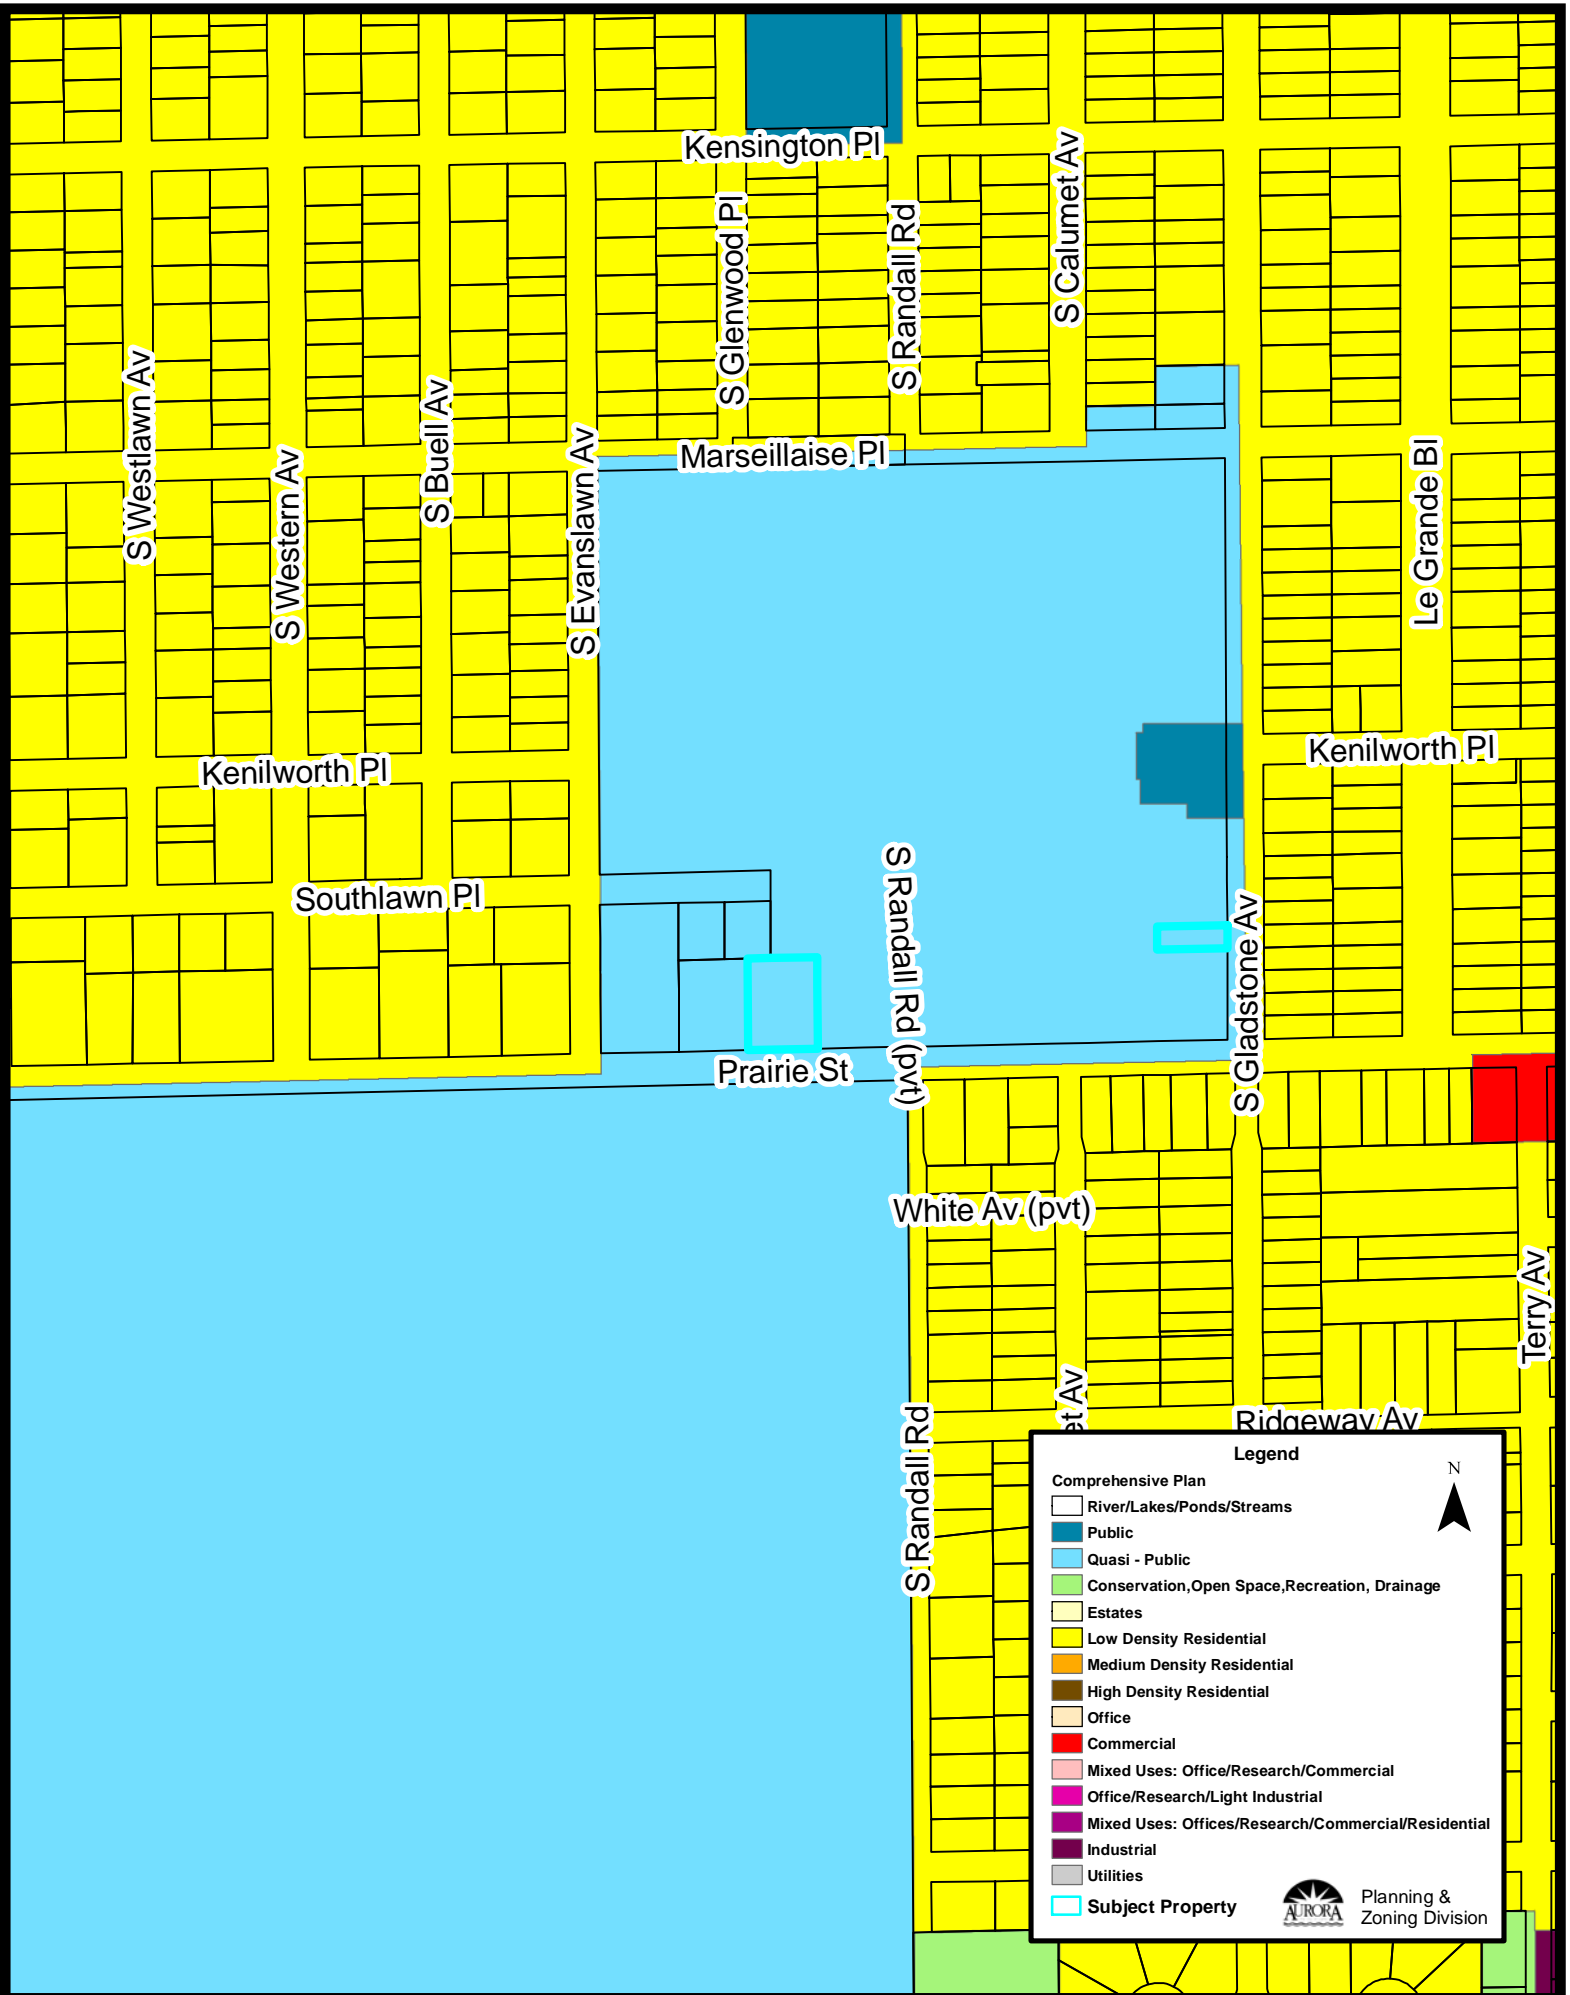 Kensington Pl
S Calumet Av
S Glenwood Pl
S Randall Rd
S Westlawn Av
S Buell Av
S Western Av
S Evanslawn Av
Marseillaise Pl
Le Grande Bl
Kenilworth Pl
Kenilworth Pl
Southlawn Pl
S Randall Rd (pvt)
S Gladstone Av
Prairie St
White Av (pvt)
Terry Av
et Av
S Randall Rd
Ridgeway Av
Legend
N
Comprehensive Plan
River/Lakes/Ponds/Streams
Public
Quasi - Public
Conservation,Open Space,Recreation, Drainage
Estates
Low Density Residential
Medium Density Residential
High Density Residential
Office
Commercial
Mixed Uses: Office/Research/Commercial
Office/Research/Light Industrial
Mixed Uses: Offices/Research/Commercial/Residential
Industrial
Utilities
Subject Property
AURORA
Planning &
Zoning Division